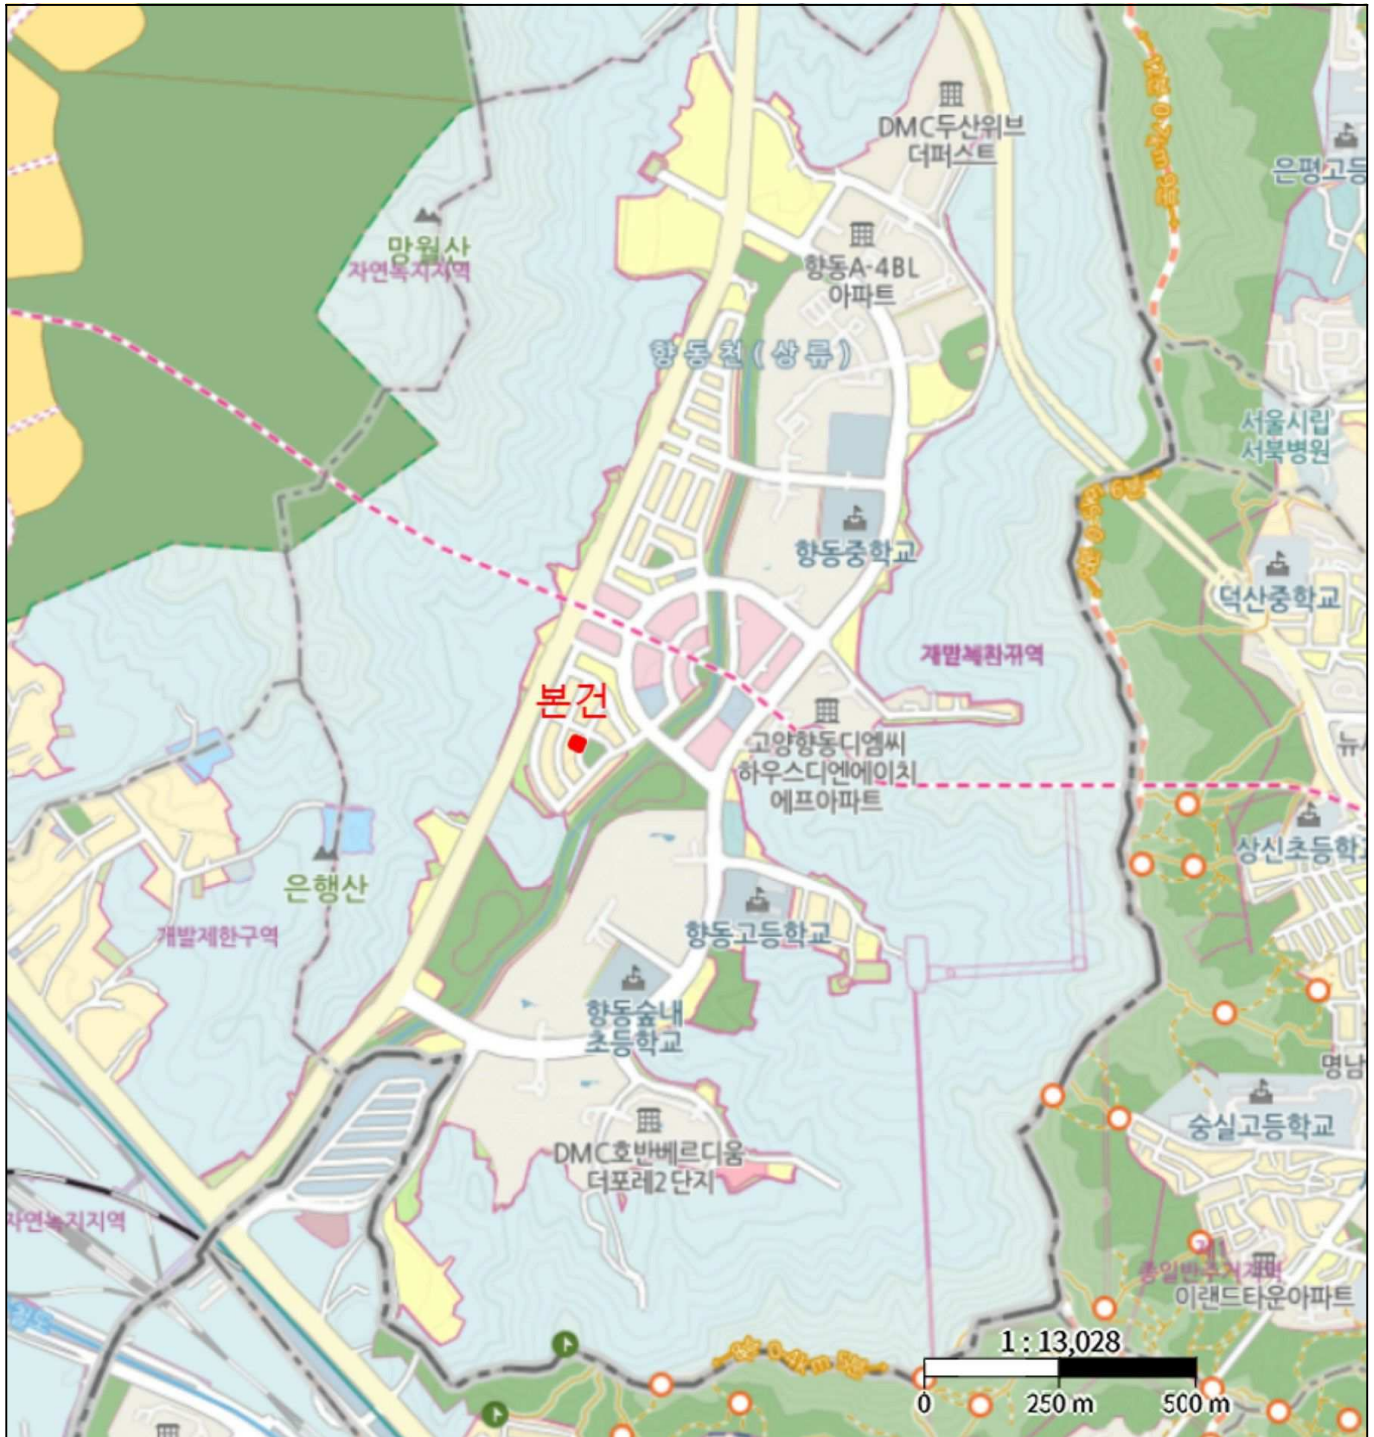 DMC두산위브
더퍼스트
은평고등
망월산
자연녹지지역
향동A-4BL
아파트
향동천(상류)
서울시립
서북병원
향동중학교
덕산중학교
본건
고양향동디엠씨
하우스디엔에이치
에프아파트
뉴
상신초등학교
은행산
개발제한구역
향동고등학교
향동숲내
초등학교
명남
숭실고등학교
DMC호반베르디움
더포레2단지
자연녹지지역
이랜드타운아파트
1 : 13,028
0
250 m
500 m